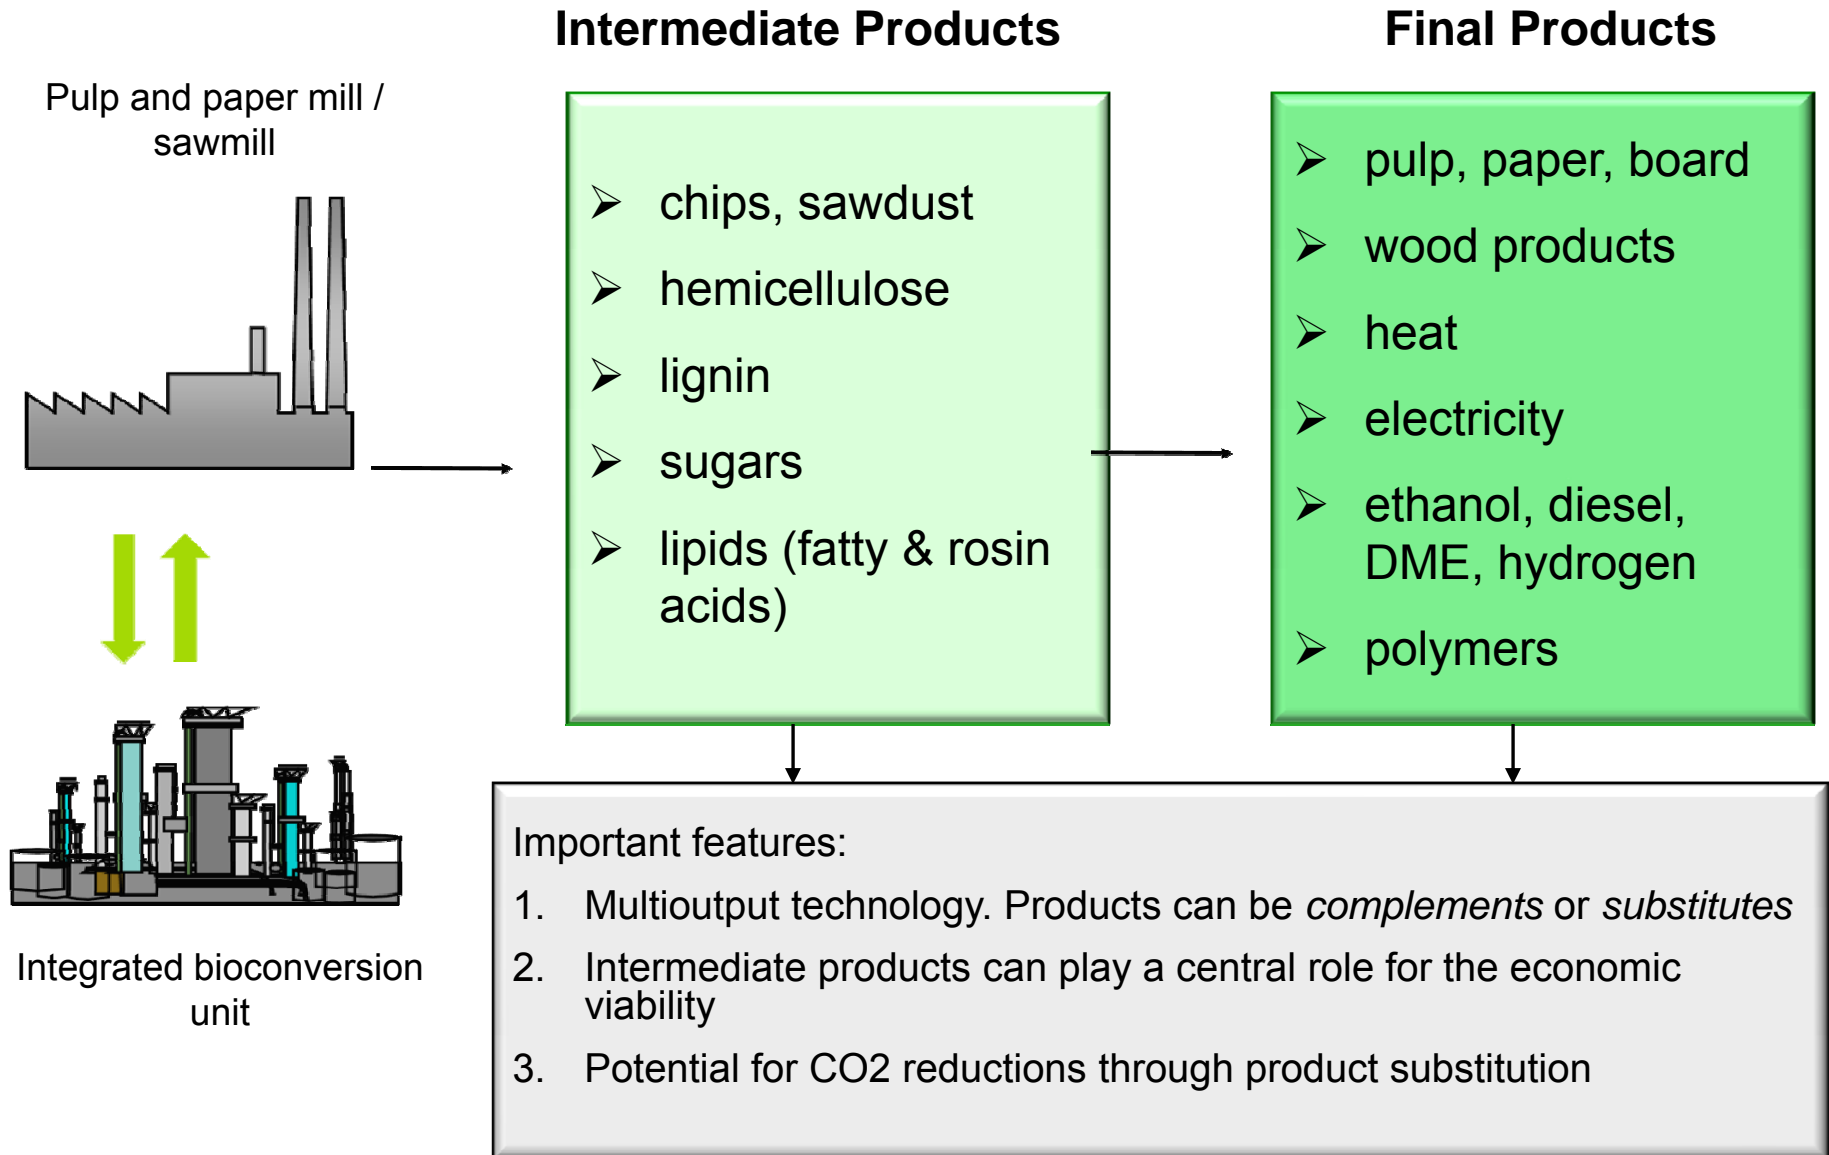 Intermediate Products
Final Products
Pulp and paper mill /
sawmill
➢ chips, sawdust
➢ hemicellulose
➢ lignin
➢ sugars
➢ lipids (fatty & rosin
acids)
➢ pulp, paper, board
➢ wood products
➢ heat
➢ electricity
➢ ethanol, diesel,
DME, hydrogen
➢ polymers
Integrated bioconversion
unit
Important features:
1. Multioutput technology. Products can be complements or substitutes
2. Intermediate products can play a central role for the economic
viability
3. Potential for CO2 reductions through product substitution